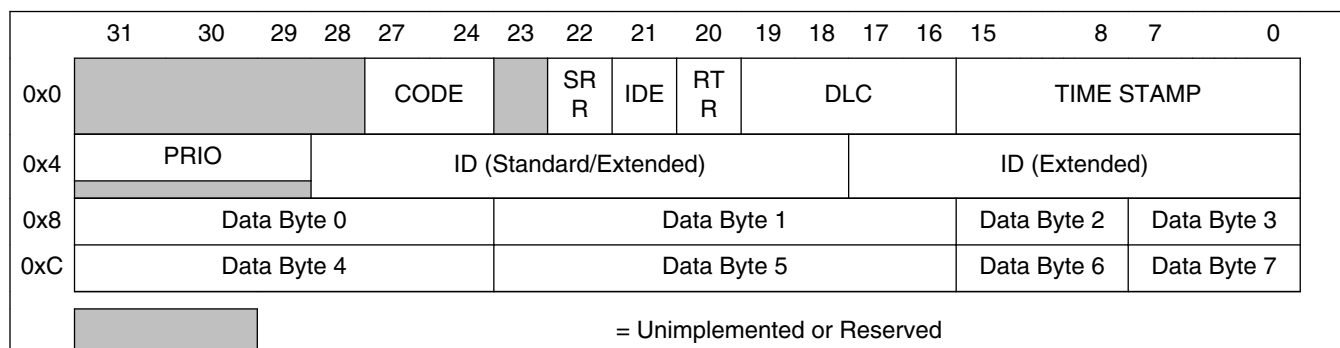 31 30 29 28 27 24 23 22 21 20 19 18 17 16 15 8 7 0
0x0 CODE SR R IDE RT R DLC TIME STAMP
0x4 PRIO ID (Standard/Extended) ID (Extended)
0x8 Data Byte 0 Data Byte 1 Data Byte 2 Data Byte 3
0xC Data Byte 4 Data Byte 5 Data Byte 6 Data Byte 7
= Unimplemented or Reserved